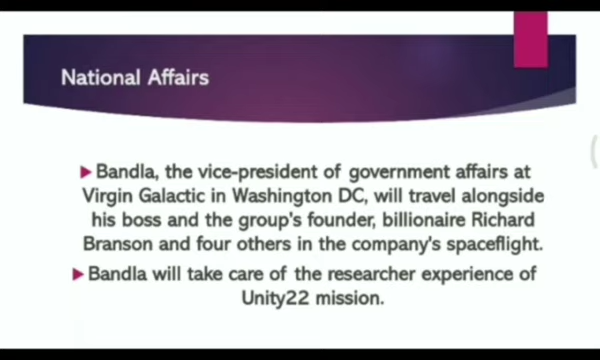 National Affairs
Bandla, the vice-president of government affairs at
Virgin Galactic in Washington DC, will travel alongside
his boss and the group's founder, billionaire Richard
Branson and four others in the company's spaceflight.
Bandla will take care of the researcher experience of
Unity22 mission.